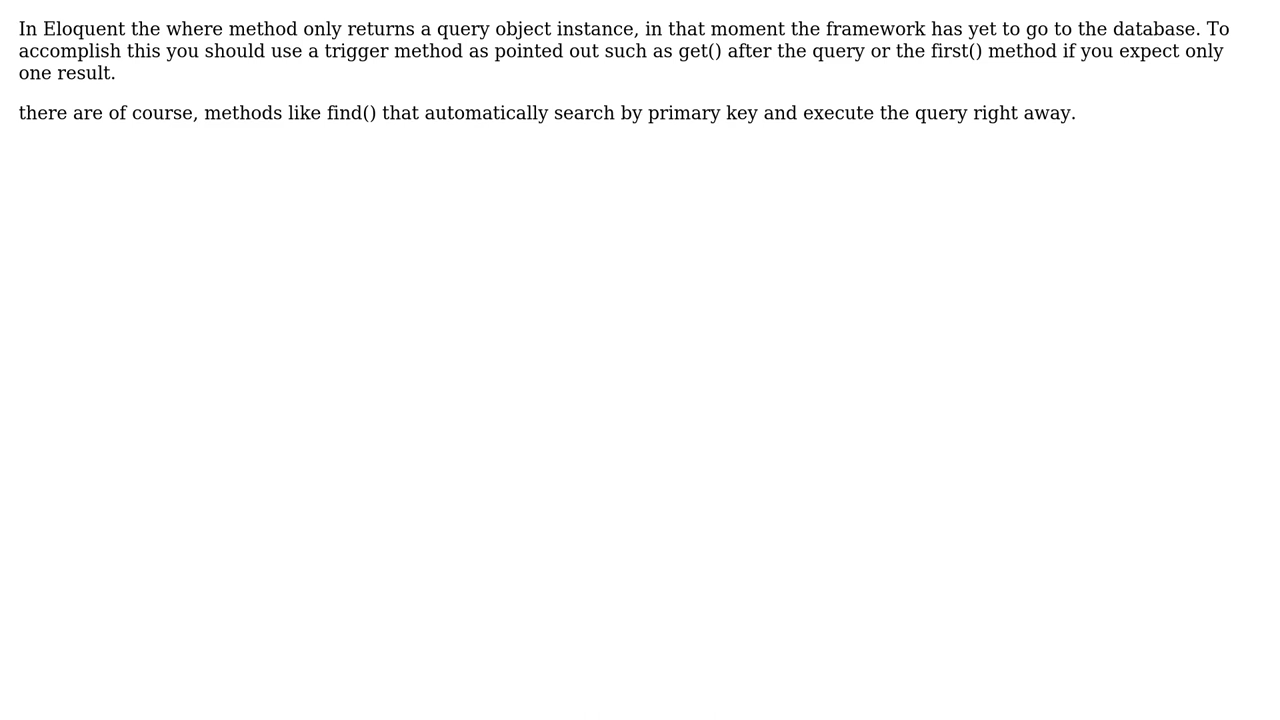 In Eloquent the where method only returns a query object instance, in that moment the framework has yet to go to the database. To
accomplish this you should use a trigger method as pointed out such as get() after the query or the first() method if you expect only
one result.
there are of course, methods like find() that automatically search by primary key and execute the query right away.